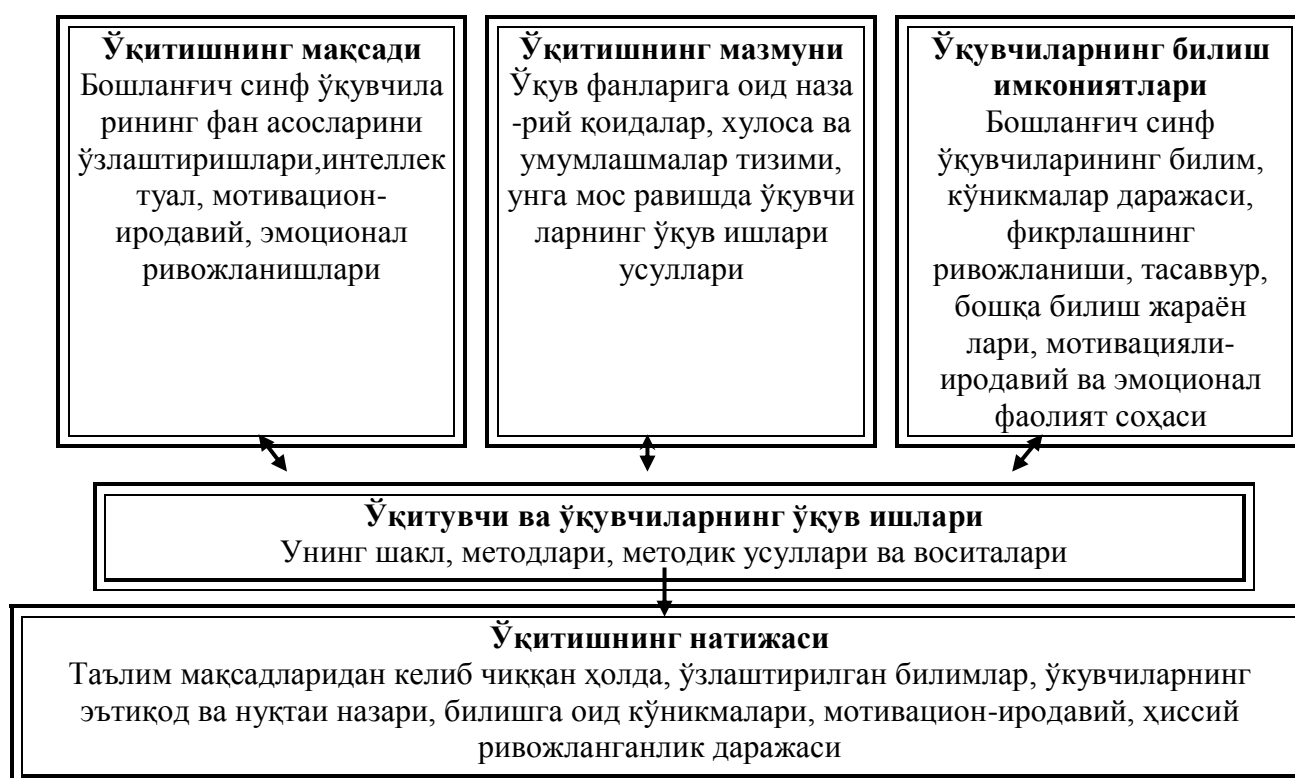 Ўқитишнинг мақсади
Бошланғич синф ўқувчила
рининг фан асосларини
ўзлаштиришлари,интеллек
туал, мотивацион-
иродавий, эмоционал
ривожланишлари
Ўқитишнинг мазмуни
Ўқув фанларига оид наза
-рий қоидалар, хулоса ва
умумлашмалар тизими,
унга мос равишда ўқувчи
ларнинг ўқув ишлари
усуллари
Ўқувчиларнинг билиш
имкониятлари
Бошланғич синф
ўқувчиларининг билим,
кўникмалар даражаси,
фикрлашнинг
ривожланиши, тасаввур,
бошқа билиш жараён
лари, мотивацияли-
иродавий ва эмоционал
фаолият соҳаси
Ўқитувчи ва ўқувчиларнинг ўқув ишлари
Унинг шакл, методлари, методик усуллари ва воситалари
Ўқитишнинг натижаси
Таълим мақсадларидан келиб чиққан ҳолда, ўзлаштирилган билимлар, ўкувчиларнинг
эътиқод ва нуқтаи назари, билишга оид кўникмалари, мотивацион-иродавий, ҳиссий
ривожланганлик даражаси